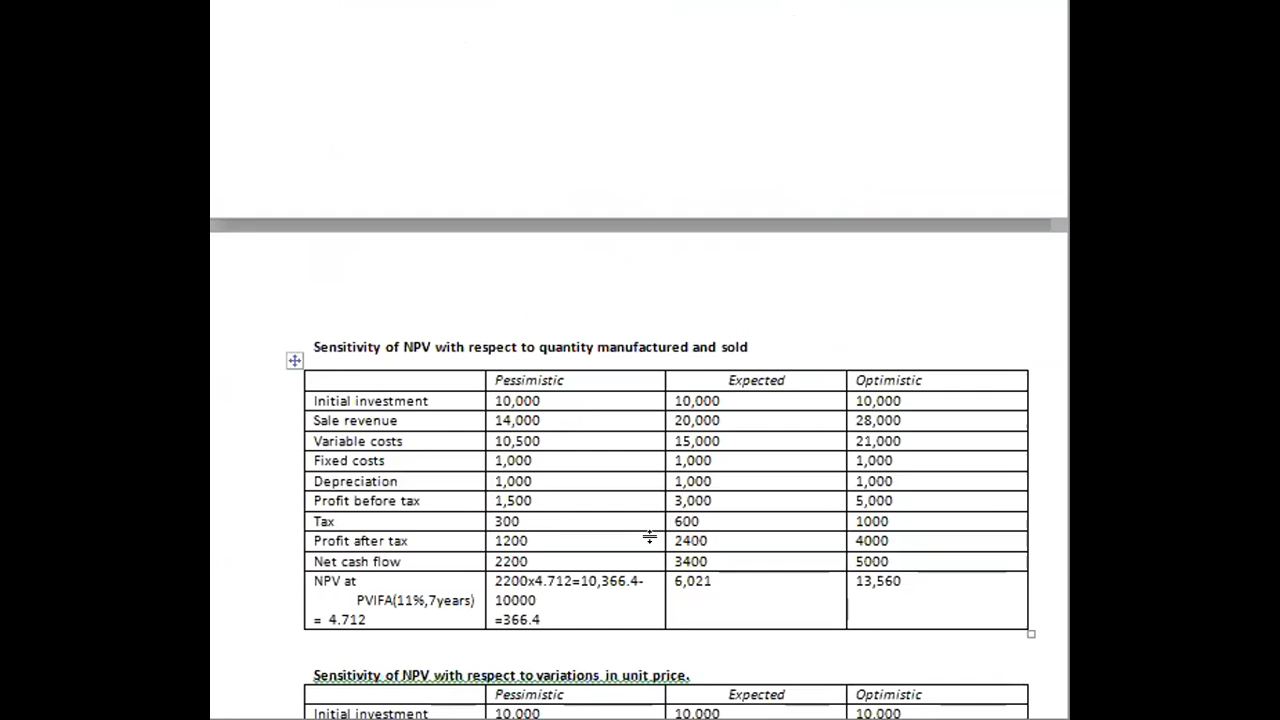 Sensitivity of NPV with respect to quantity manufactured and sold
Pessimistic Expected Optimistic
Initial investment 10,000 10,000 10,000
Sale revenue 14,000 20,000 28,000
Variable costs 10,500 15,000 21,000
Fixed costs 1,000 1,000 1,000
Depreciation 1,000 1,000 1,000
Profit before tax 1,500 3,000 5,000
Tax 300 600 1000
Profit after tax 1200 2400 4000
Net cash flow 2200 3400 5000
NPV at 2200x4.712=10,366.4- 6,021 13,560
PVIFA(11%,7years) 10000
= 4.712 =366.4
Sensitivity of NPV with respect to variations in unit price.
Pessimistic Expected Optimistic
Initial investment 10,000 10,000 10,000